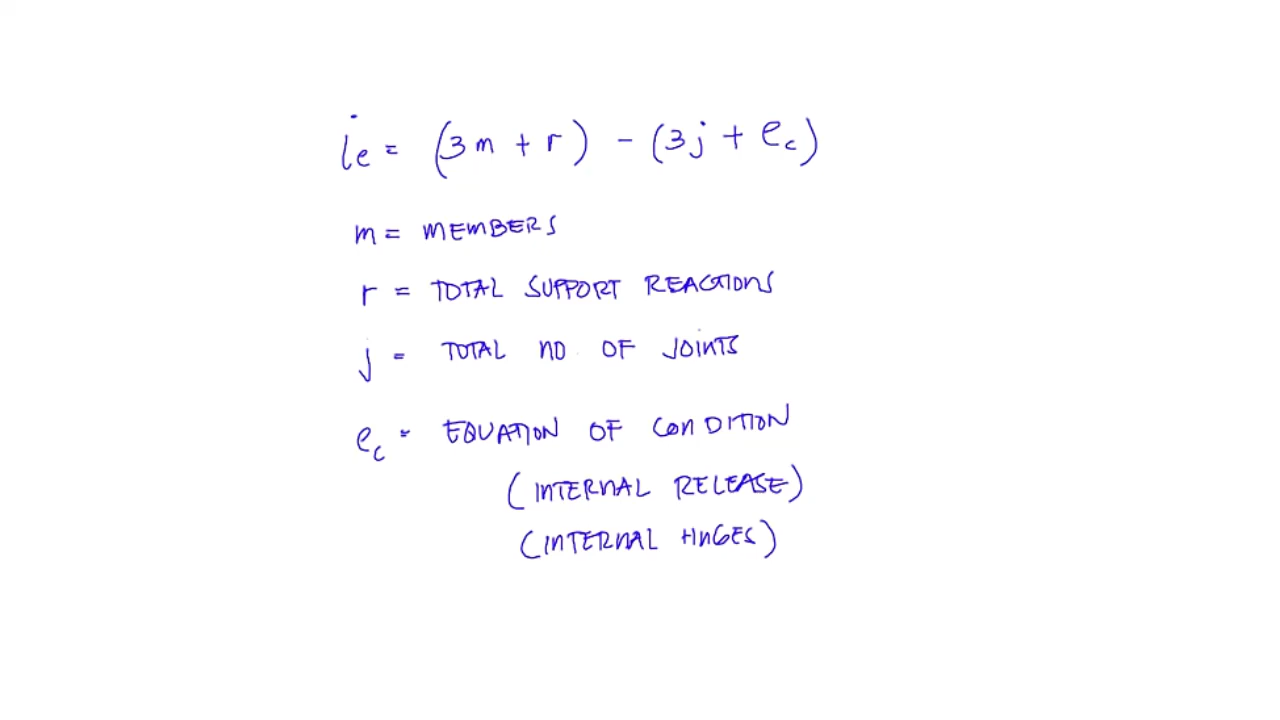 ie = (3m + r) - (3j + ec)
m = MEMBERS
r = TOTAL SUPPORT REACTIONS
j = TOTAL NO OF JOINTS
ec = EQUATION OF CONDITION
(INTERNAL RELEASE)
(INTERNAL HINGES)